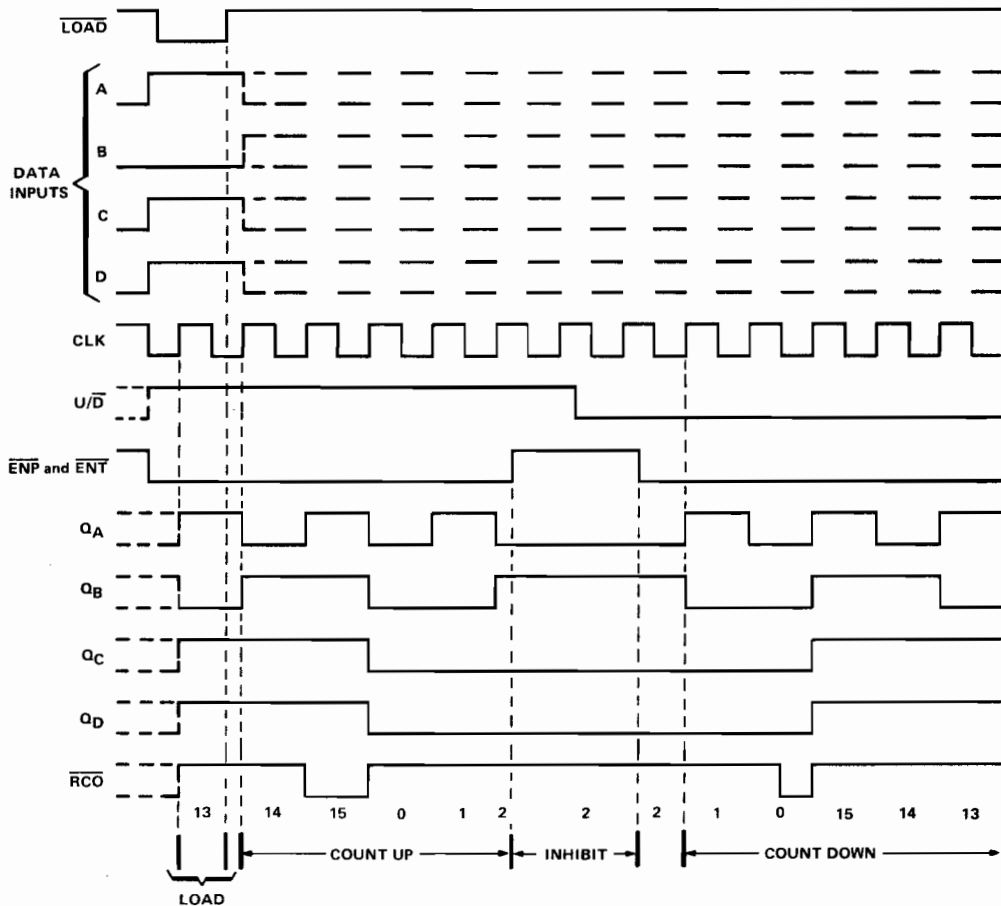 LOAD
A
B
DATA
INPUTS
C
D
CLK
U/D
ENP and ENT
QA
QB
QC
QD
RCO
13 14 15 0 1 2 2 2 1 0 15 14 13
COUNT UP INHIBIT COUNT DOWN
LOAD